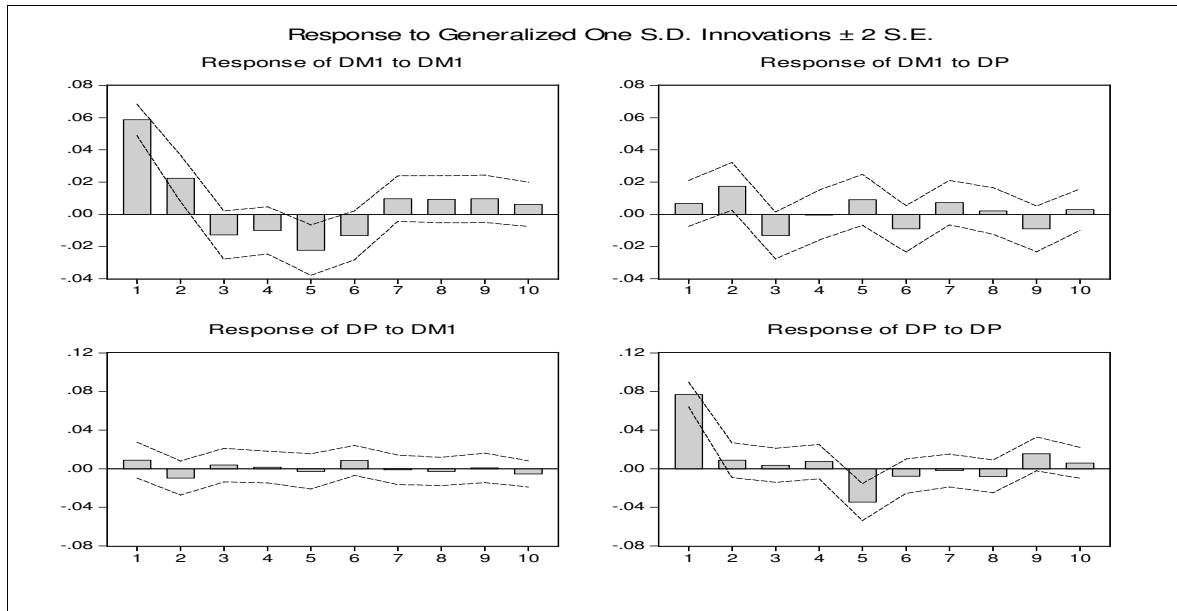 Response to Generalized One S.D. Innovations ± 2 S.E.
Response of DM1 to DM1
.08
.06
.04
.02
.00
-.02
-.04
1 2 3 4 5 6 7 8 9 10
Response of DM1 to DP
.08
.06
.04
.02
.00
-.02
-.04
1 2 3 4 5 6 7 8 9 10
Response of DP to DM1
.12
.08
.04
.00
-.04
-.08
1 2 3 4 5 6 7 8 9 10
Response of DP to DP
.12
.08
.04
.00
-.04
-.08
1 2 3 4 5 6 7 8 9 10